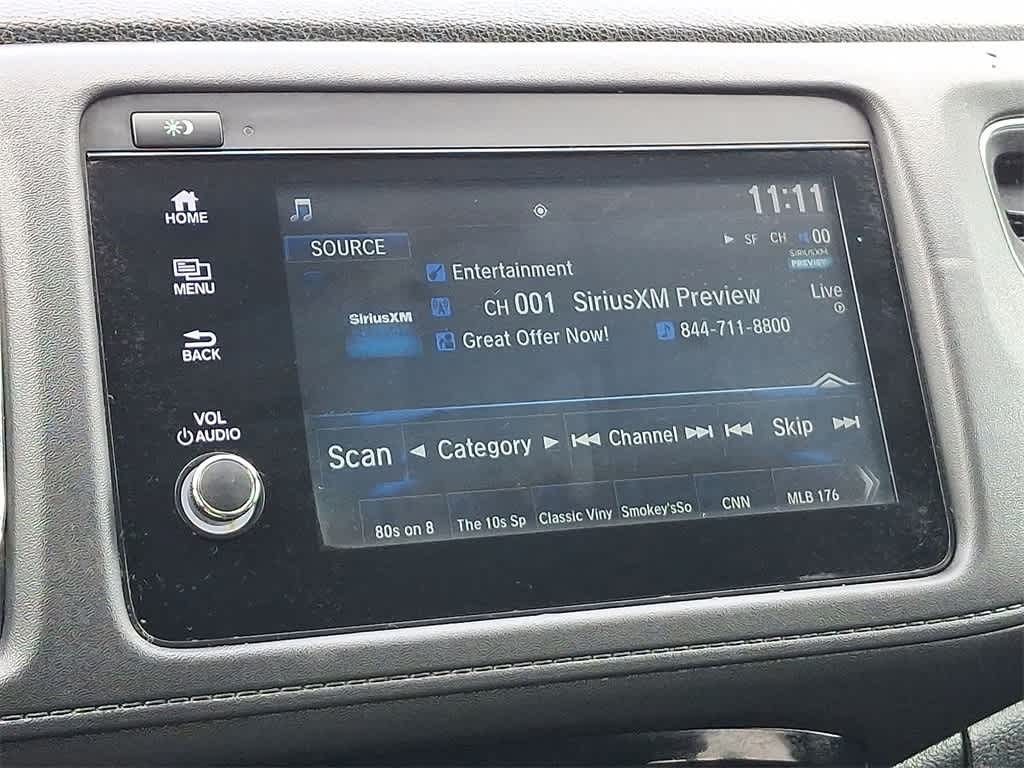 HOME
MENU
BACK
VOL
AUDIO
11:11
SOURCE
SF CH 00
SIRIUSXM
PREVIEW
Entertainment
SiriusXM
CH 001 SiriusXM Preview
Live
Great Offer Now! 844-711-8800
Scan Category Channel Skip
80s on 8 The 10s Sp Classic Viny Smokey'sSo CNN MLB 176